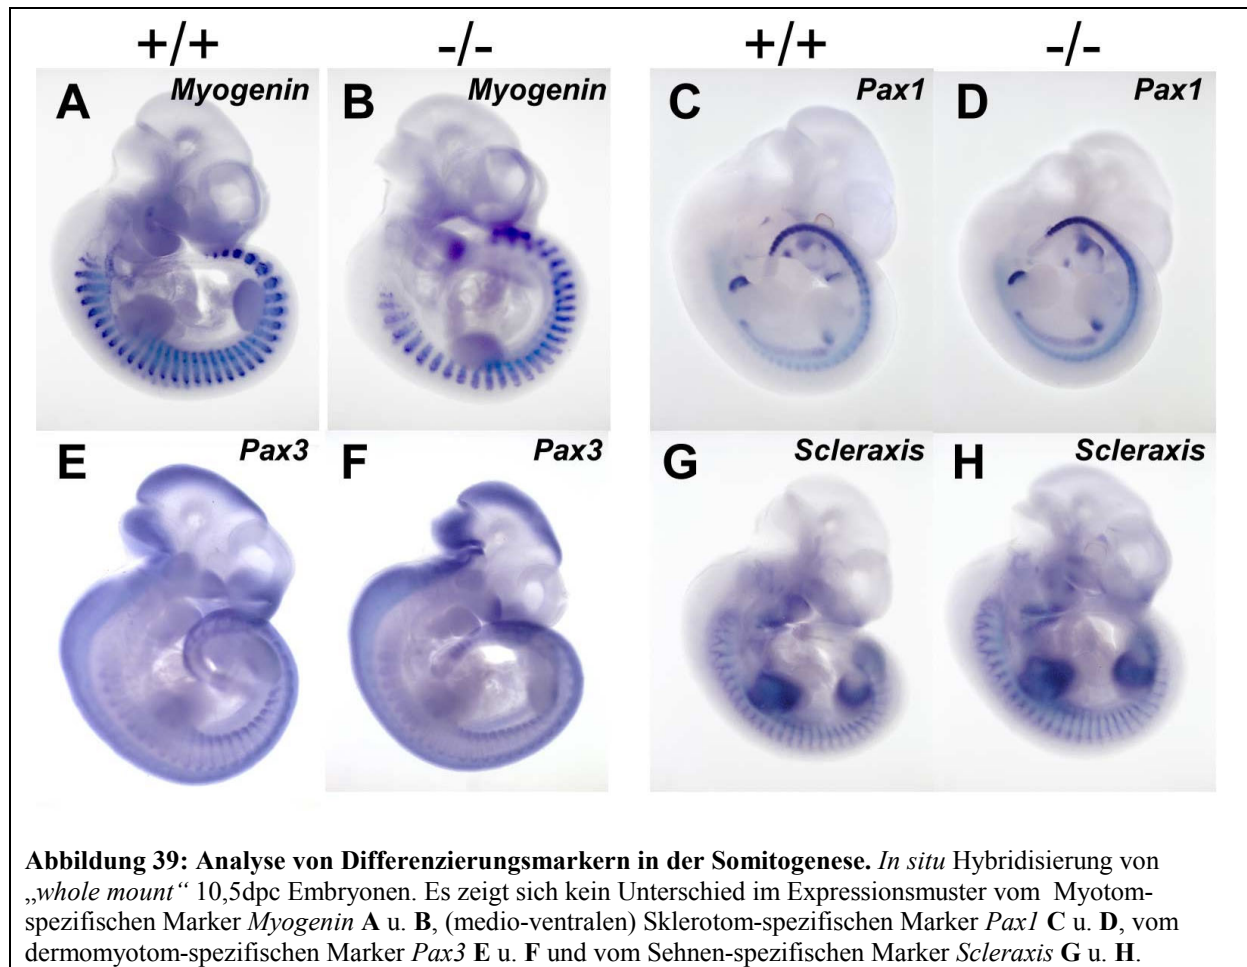 +/+ -/- +/+ -/-
A Myogenin B Myogenin C Pax1 D Pax1
E Pax3 F Pax3 G Scleraxis H Scleraxis
Abbildung 39: Analyse von Differenzierungsmarkern in der Somitogenese. In situ Hybridisierung von
„whole mount“ 10,5dpc Embryonen. Es zeigt sich kein Unterschied im Expressionsmuster vom Myotom-
spezifischen Marker Myogenin A u. B, (medio-ventralen) Sklerotom-spezifischen Marker Pax1 C u. D, vom
dermomyotom-spezifischen Marker Pax3 E u. F und vom Sehnen-spezifischen Marker Scleraxis G u. H.